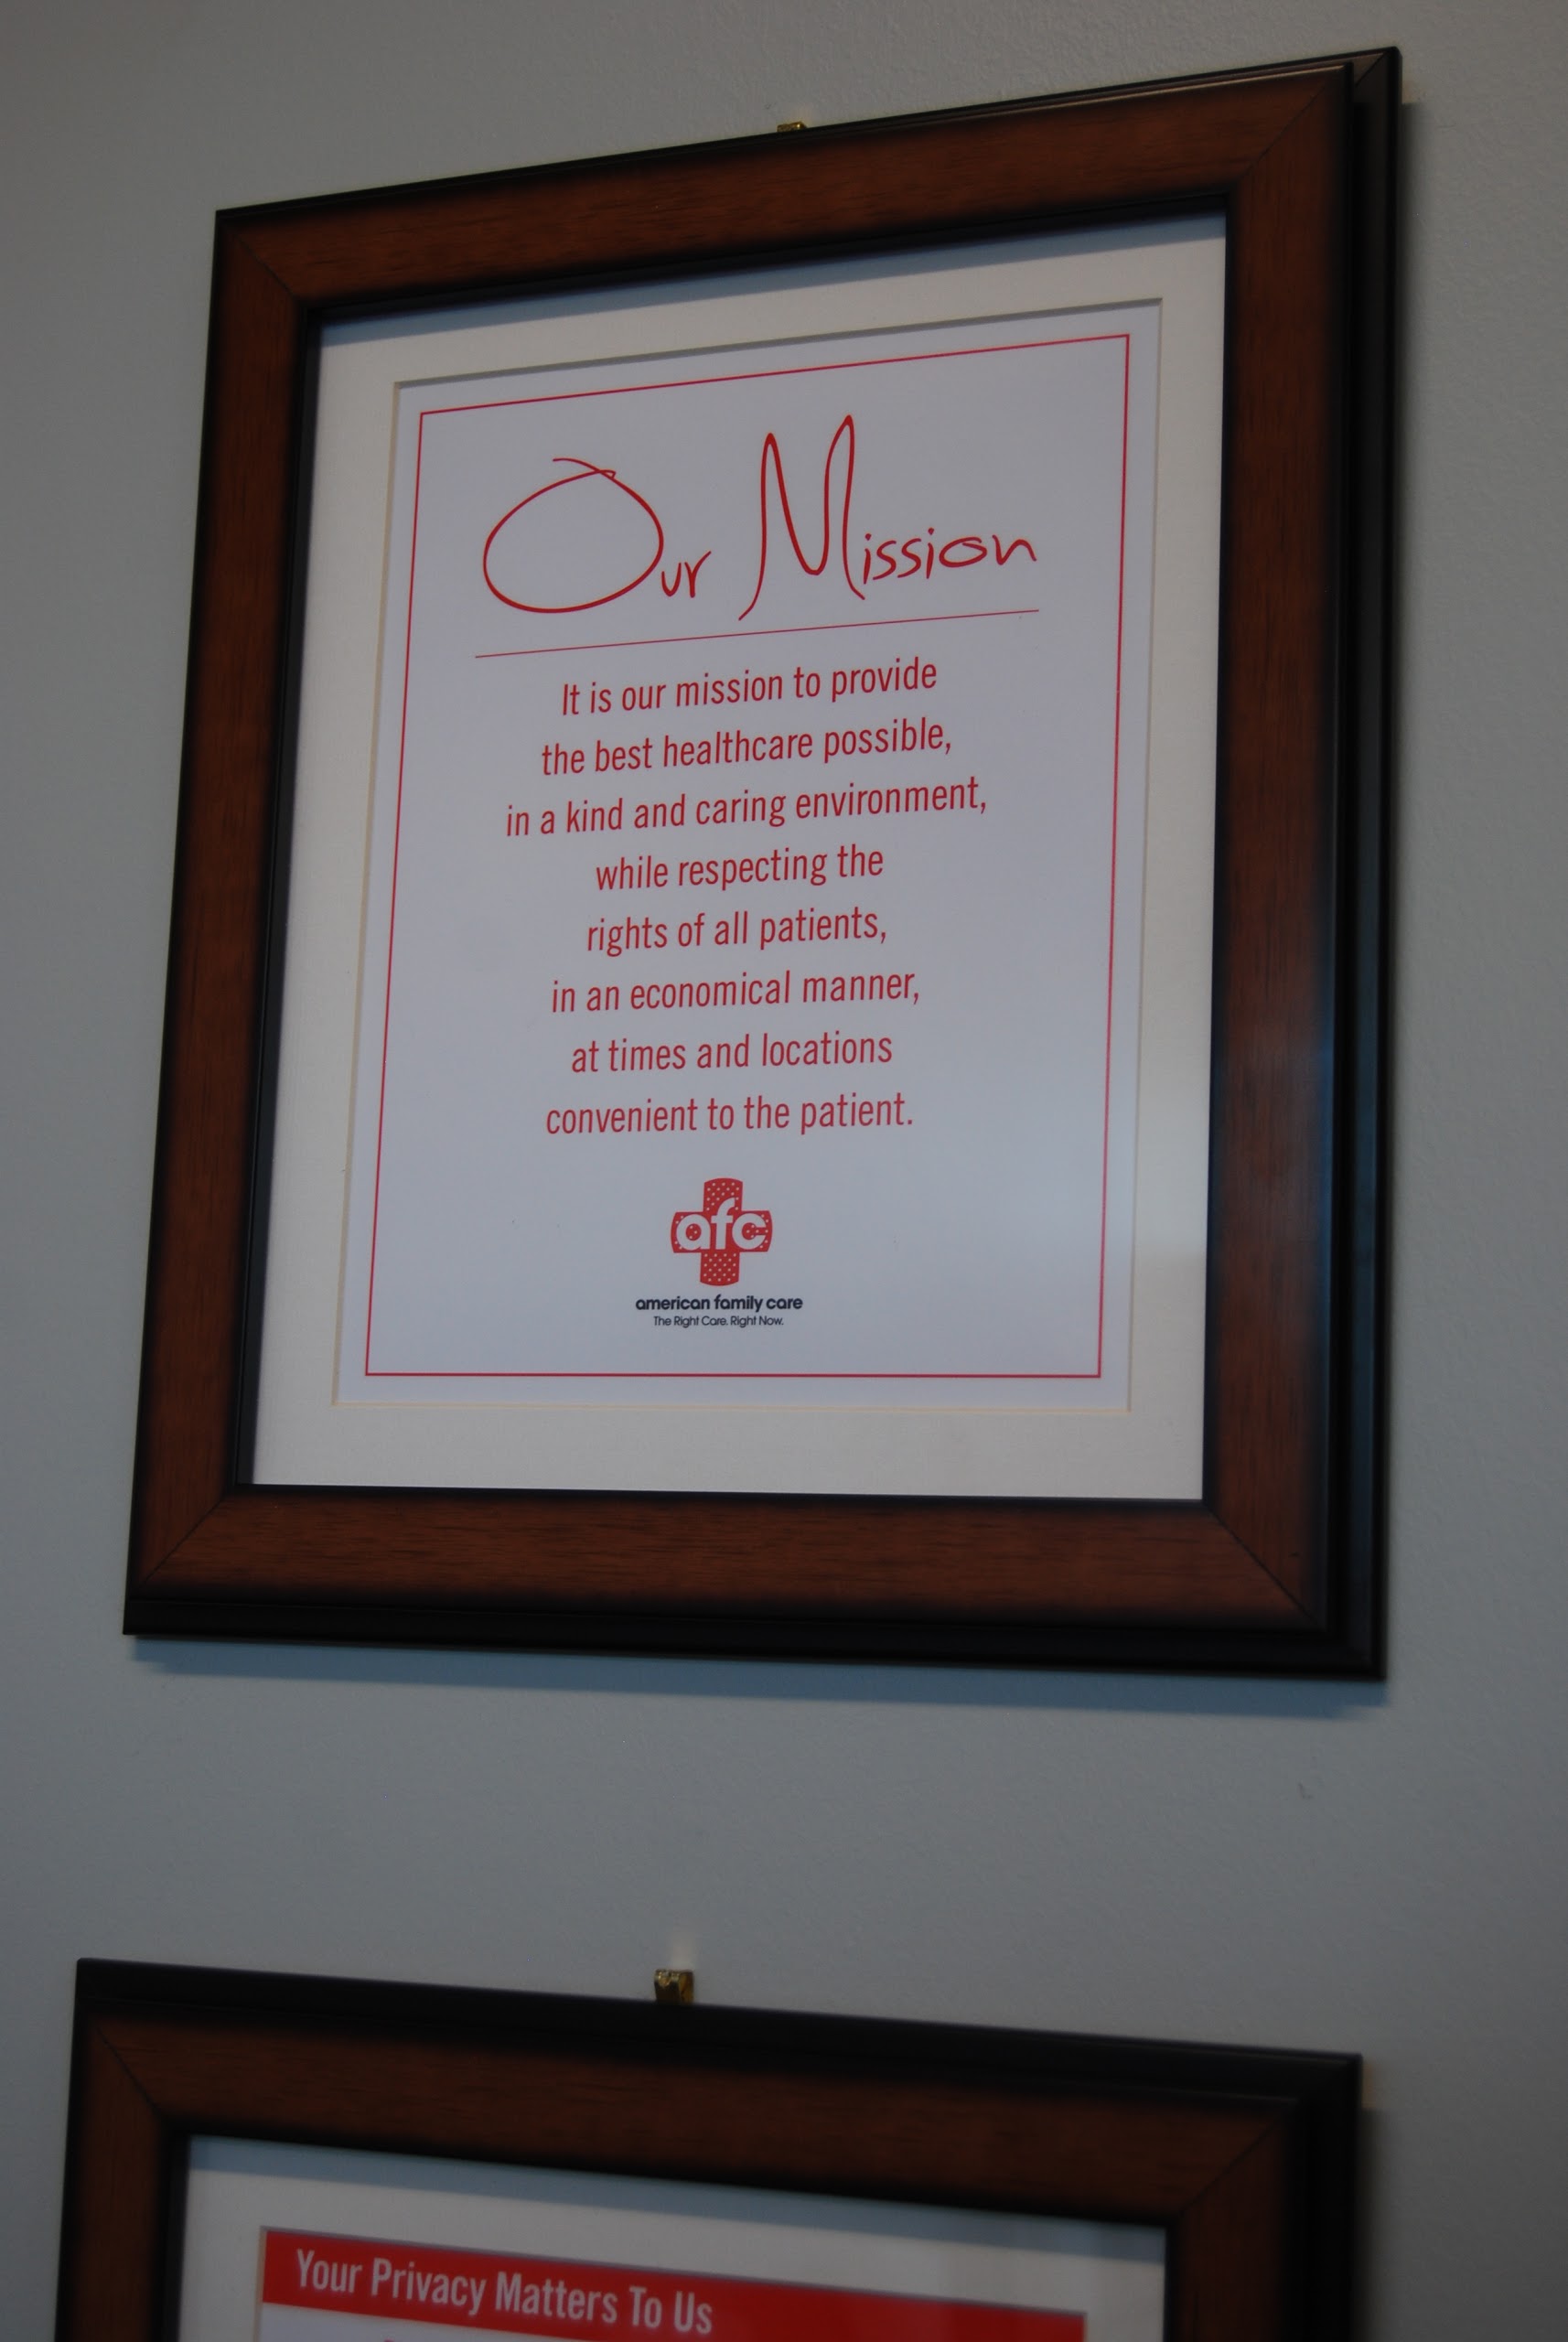 Our Mission
It is our mission to provide
the best healthcare possible,
in a kind and caring environment,
while respecting the
rights of all patients,
in an economical manner,
at times and locations
convenient to the patient.
afc
american family care
The Right Care. Right Now.
Your Privacy Matters To Us